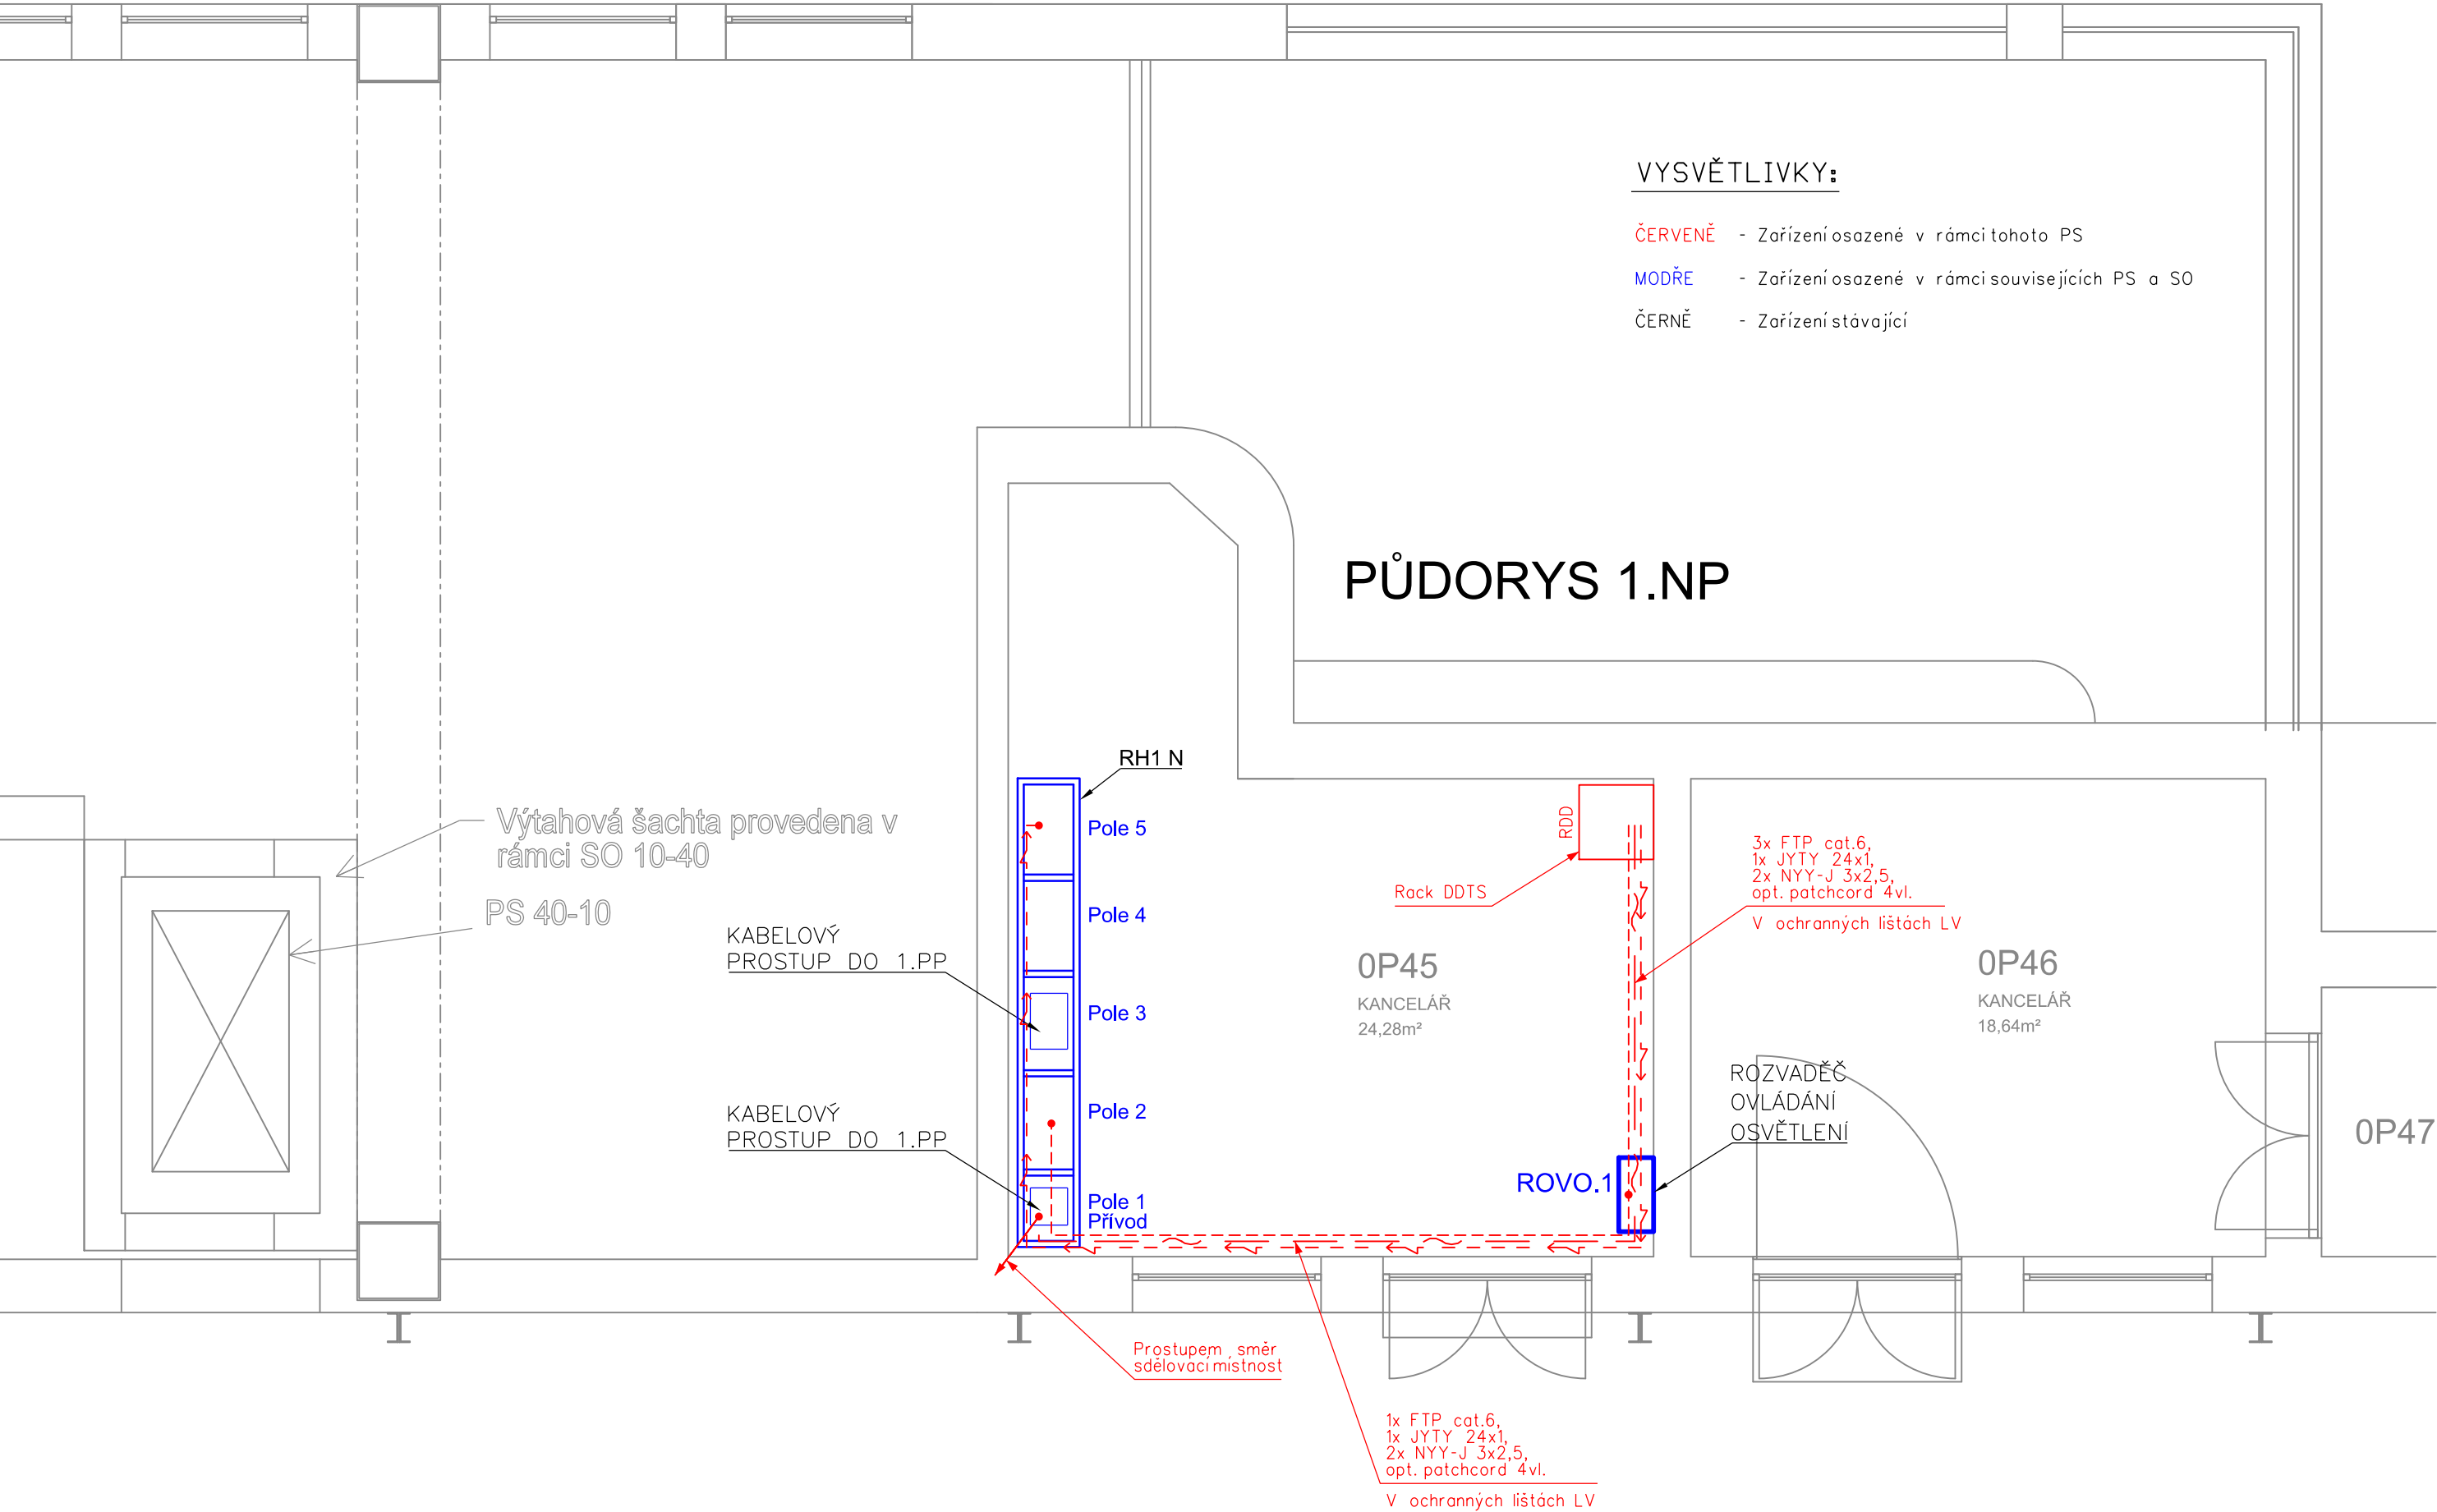 VYSVĚTLIVKY:
ČERVENĚ - Zařízení osazené v rámci tohoto PS
MODŘE - Zařízení osazené v rámci souvisejících PS a SO
ČERNĚ - Zařízení stávající
PŮDORYS 1.NP
RH1 N
Výtahová šachta provedena v
rámci SO 10-40
PS 40-10
KABELOVÝ
PROSTUP DO 1.PP
KABELOVÝ
PROSTUP DO 1.PP
Pole 5
Pole 4
Pole 3
Pole 2
Pole 1
Přívod
RDD
Rack DDTS
3x FTP cat.6,
1x JYTY 24x1,
2x NYY-J 3x2,5,
opt. patchcord 4vl.
V ochranných lištách LV
0P45
KANCELÁŘ
24,28m²
0P46
KANCELÁŘ
18,64m²
ROZVADĚČ
OVLÁDÁNÍ
OSVĚTLENÍ
0P47
ROVO.1
Prostupem směr
sdělovací místnost
1x FTP cat.6,
1x JYTY 24x1,
2x NYY-J 3x2,5,
opt. patchcord 4vl.
V ochranných lištách LV